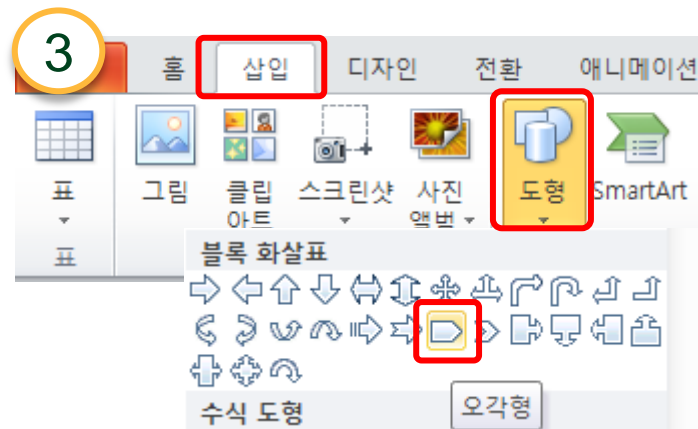 3
홈 삽입 디자인 전환 애니메이션
표 그림 클립 아트 스크린샷 사진 앨범 도형 SmartArt
표
블록 화살표
수식 도형
오각형